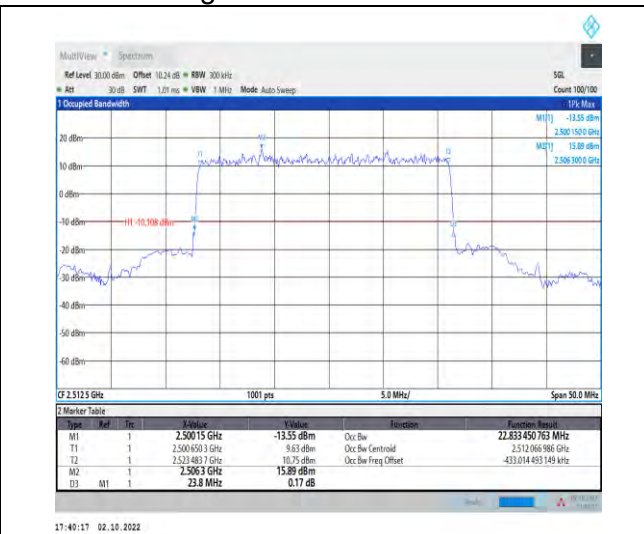 MultiView Spectrum
Ref Level 30.00 dBm Offset 10.24 dB RBW 300 kHz SGL
Att 30 dB SWT 1.01 ms VBW 1 MHz Mode Auto Sweep Count 100/100
1 Occupied Bandwidth 1Pk Max
M1[1] -13.55 dBm
2.500 150 0 GHz
20 dBm
M2[1] 15.89 dBm
2.506 300 0 GHz
T1
10 dBm
0 dBm
-10 dBm
H1 -10.108 dBm
-20 dBm
-30 dBm
-40 dBm
-50 dBm
-60 dBm
CF 2.512 5 GHz 1001 pts 5.0 MHz/ Span 50.0 MHz
2 Marker Table
Type Ref Trc X-Value Y-Value Function Function Result
M1 1 2.500 15 GHz -13.55 dBm Occ Bw 22.833 450 763 MHz
T1 1 2.500 650 3 GHz 9.63 dBm Occ Bw Centroid 2.512 066 986 GHz
T2 1 2.523 483 7 GHz 10.75 dBm Occ Bw Freq Offset -433.014 493 149 kHz
M2 1 2.506 3 GHz 15.89 dBm
D3 M1 1 23.8 MHz 0.17 dB
17:40:17 02.10.2022